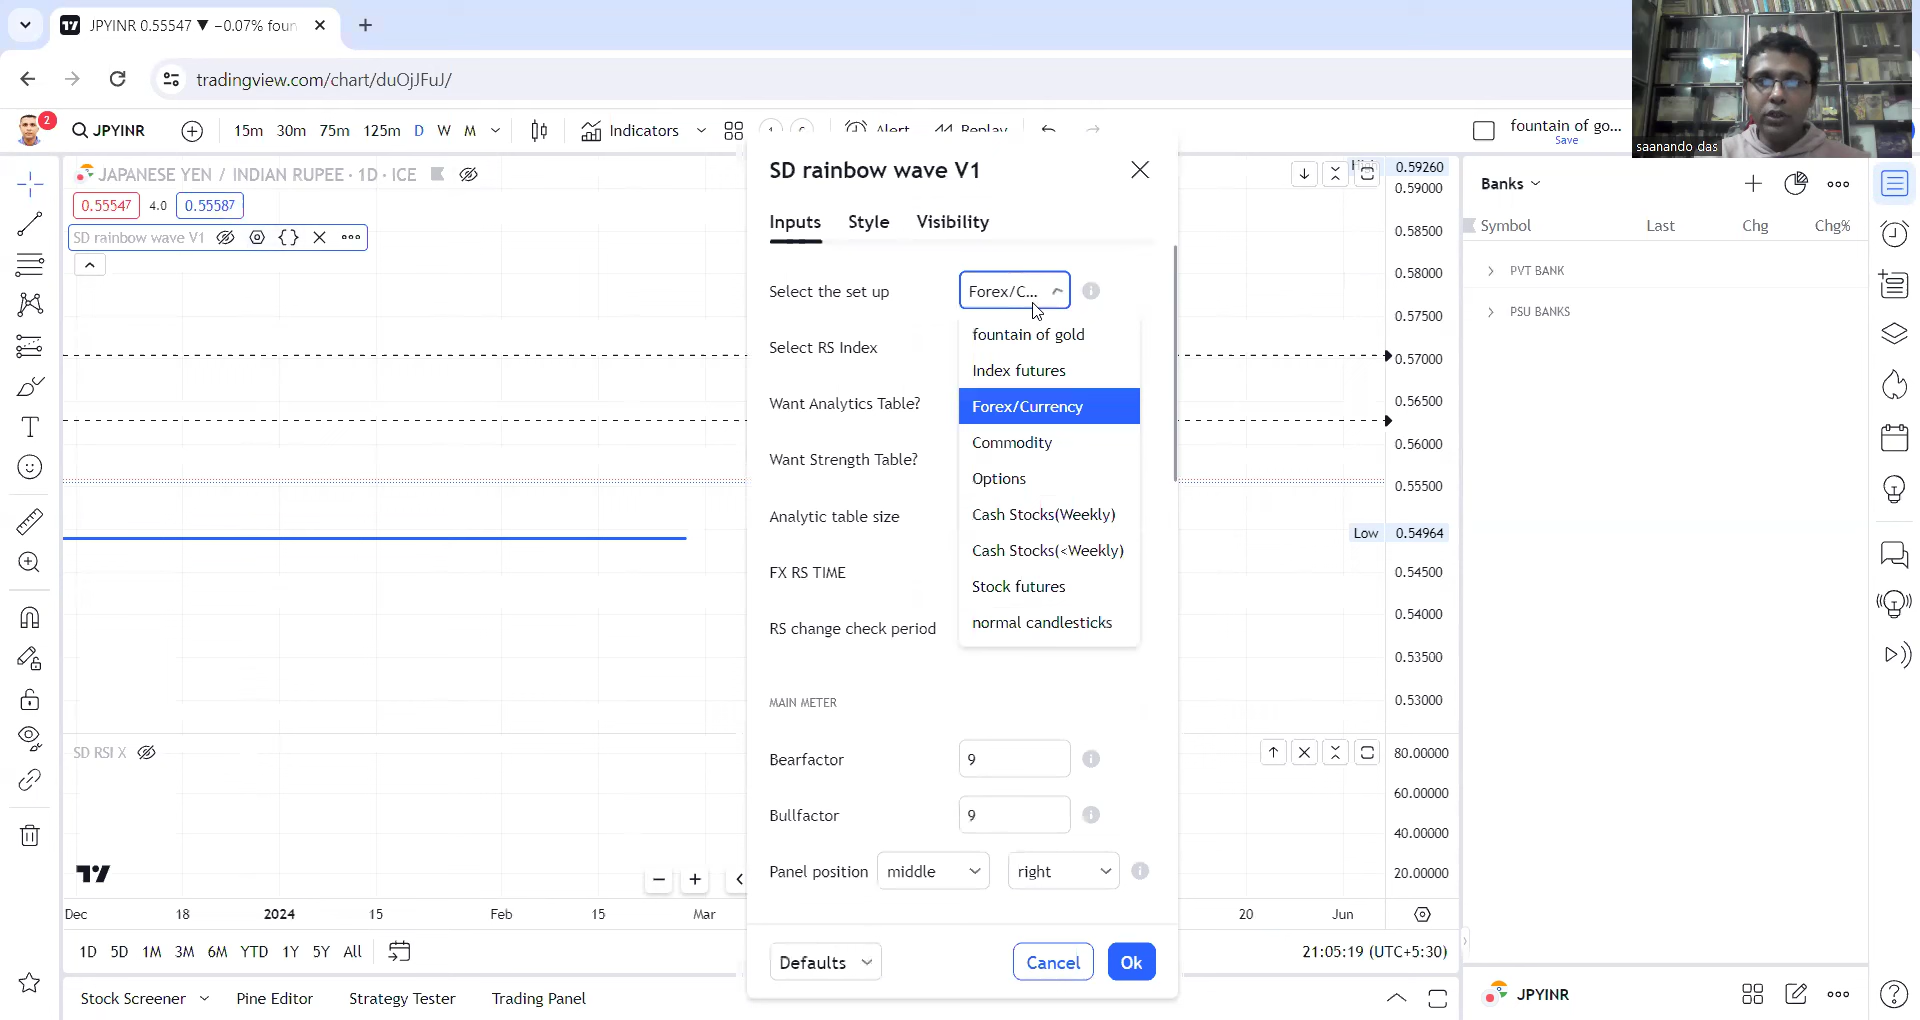 JPYINR 0.55547 ▼ −0.07% foun
tradingview.com/chart/duOjJFuJ/
saanando das
2
JPYINR
15m 30m 75m 125m D W M
Indicators
Alert
Replay
fountain of go...
Save
JAPANESE YEN / INDIAN RUPEE · 1D · ICE
0.55547 4.0 0.55587
SD rainbow wave V1
SD rainbow wave V1
Inputs Style Visibility
Select the set up
Forex/C...
fountain of gold
Index futures
Forex/Currency
Commodity
Options
Cash Stocks(Weekly)
Cash Stocks(<Weekly)
Stock futures
normal candlesticks
Select RS Index
Want Analytics Table?
Want Strength Table?
Analytic table size
FX RS TIME
RS change check period
MAIN METER
Bearfactor 9
Bullfactor 9
Panel position middle right
Defaults
Cancel
Ok
High 0.59260
0.59000
0.58500
0.58000
0.57500
0.57000
0.56500
0.56000
0.55500
Low 0.54964
0.54500
0.54000
0.53500
0.53000
SD RSI X
80.00000
60.00000
40.00000
20.00000
Dec 18 2024 15 Feb 15 Mar 20 Jun
1D 5D 1M 3M 6M YTD 1Y 5Y All
21:05:19 (UTC+5:30)
Stock Screener Pine Editor Strategy Tester Trading Panel
Banks
Symbol Last Chg Chg%
PVT BANK
PSU BANKS
JPYINR